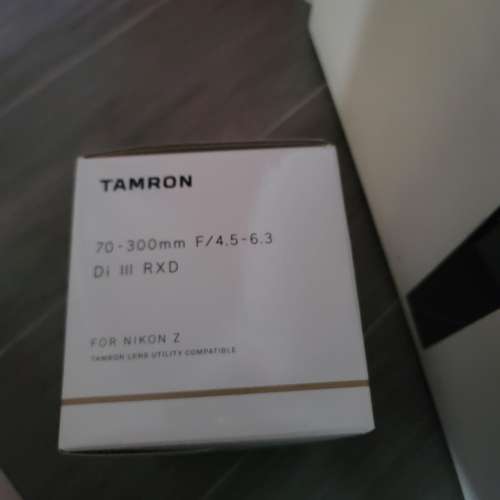 TAMRON
70-300mm F/4.5-6.3
Di III RXD
FOR NIKON Z
TAMRON LENS UTILITY COMPATIBLE